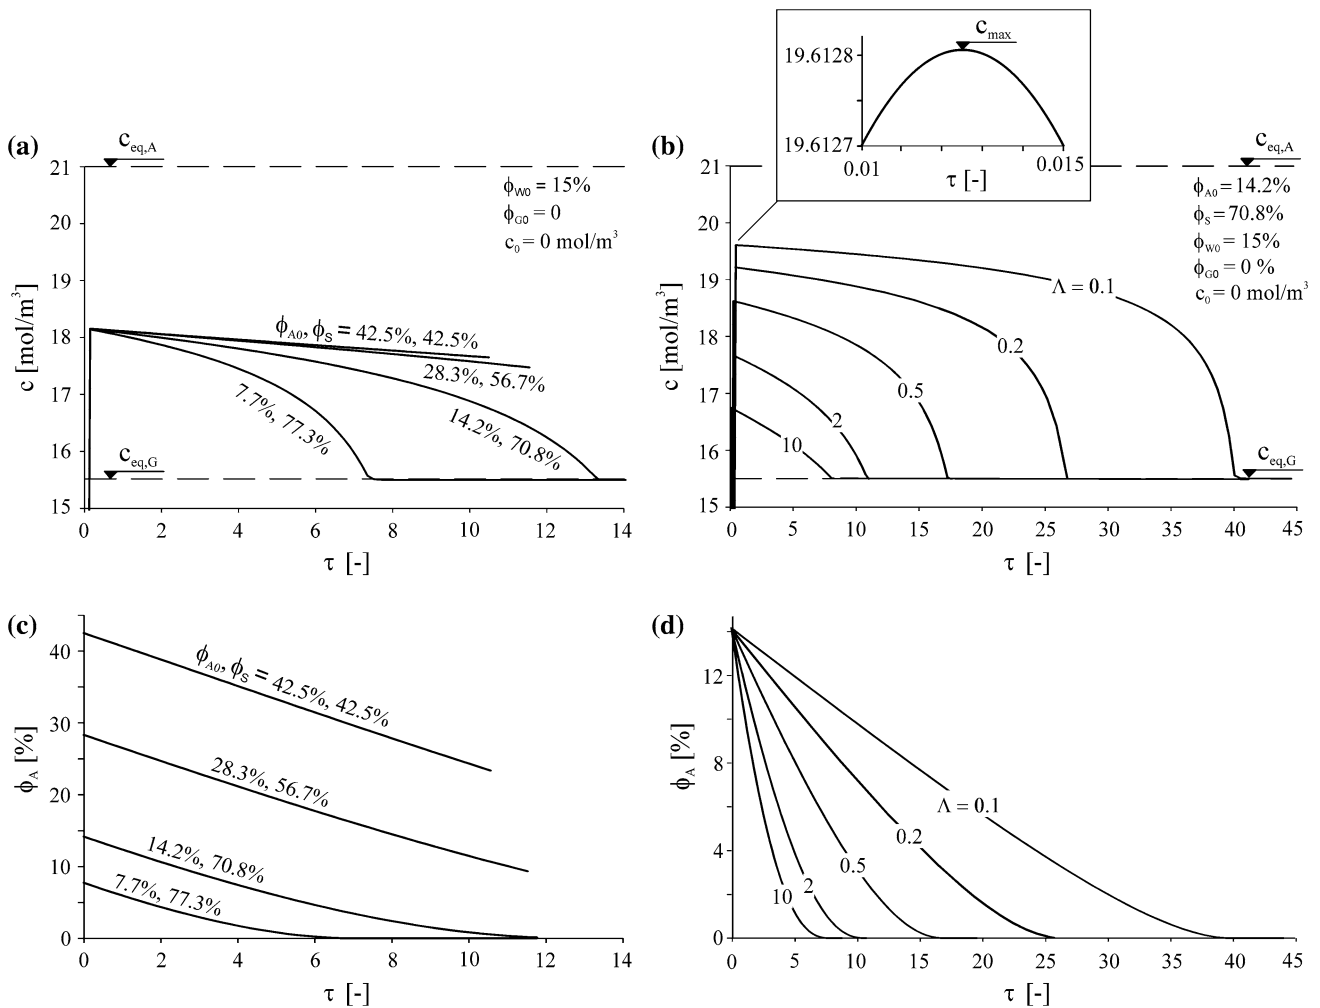 c_max
19.6128
19.6127
0.01 0.015
τ [-]
(a)
c_eq,A
21
20
19
18
17
16
15
c [mol/m³]
ϕ_W0 = 15%
ϕ_G0 = 0
c_0 = 0 mol/m³
ϕ_A0, ϕ_S = 42.5%, 42.5%
28.3%, 56.7%
14.2%, 70.8%
7.7%, 77.3%
c_eq,G
0 2 4 6 8 10 12 14
τ [-]
(b)
c_eq,A
21
20
19
18
17
16
15
c [mol/m³]
ϕ_A0 = 14.2%
ϕ_S = 70.8%
ϕ_W0 = 15%
ϕ_G0 = 0 %
c_0 = 0 mol/m³
Λ = 0.1
0.2
0.5
2
10
c_eq,G
0 5 10 15 20 25 30 35 40 45
τ [-]
(c)
40
30
20
10
0
ϕ_A [%]
ϕ_A0, ϕ_S = 42.5%, 42.5%
28.3%, 56.7%
14.2%, 70.8%
7.7%, 77.3%
0 2 4 6 8 10 12 14
τ [-]
(d)
12
8
4
0
ϕ_A [%]
Λ = 0.1
0.2
0.5
2
10
0 5 10 15 20 25 30 35 40 45
τ [-]